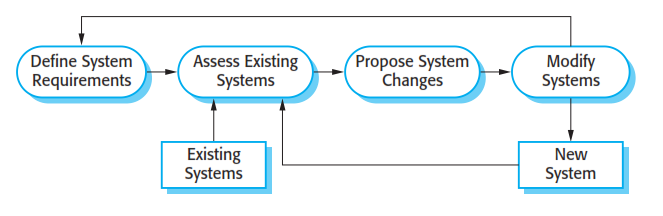 Define System
Requirements
Assess Existing
Systems
Propose System
Changes
Modify
Systems
Existing
Systems
New
System